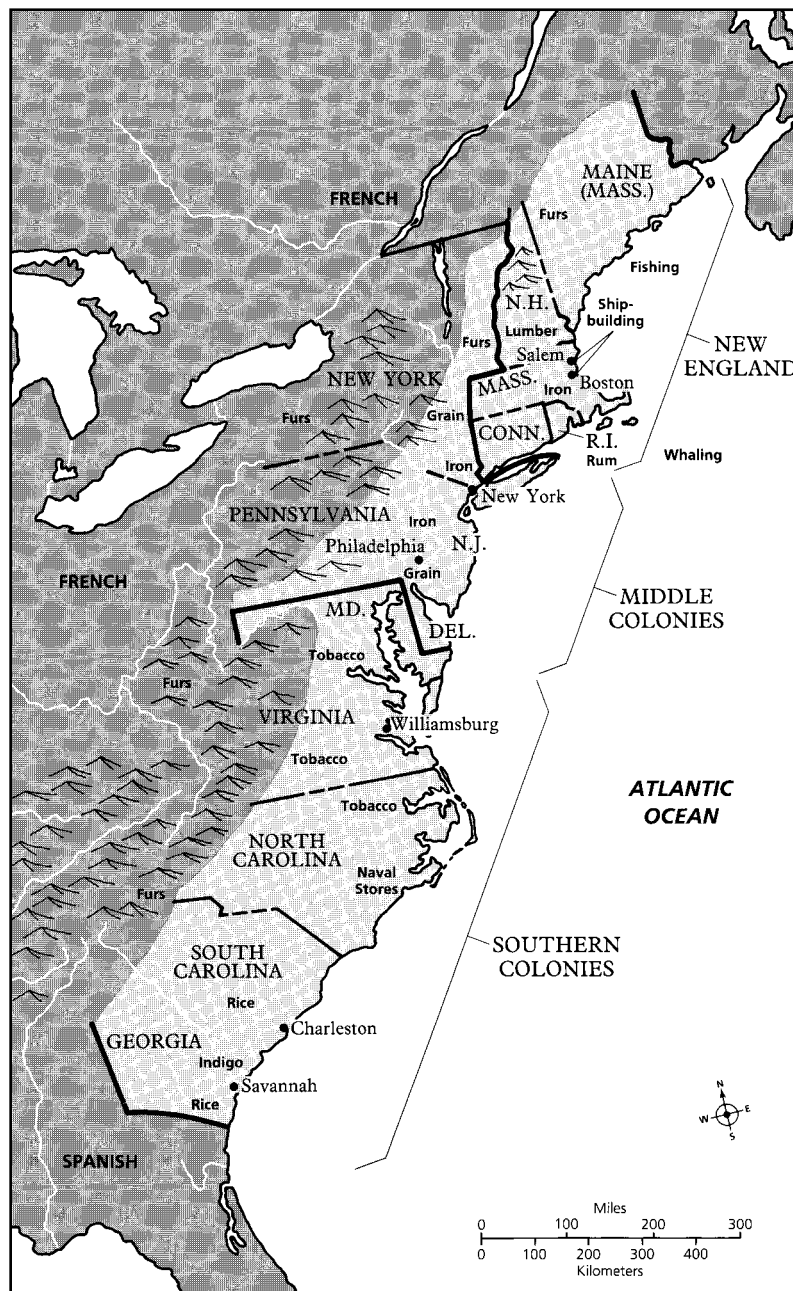 MAINE
(MASS.)
FRENCH
Furs
Fishing
N.H.
Ship-
building
Lumber
Furs
Salem
NEW
ENGLAND
NEW YORK
MASS.
Iron
Boston
Furs
Grain
CONN.
R.I.
Rum
Whaling
Iron
New York
PENNSYLVANIA
Iron
Philadelphia
N.J.
Grain
FRENCH
MIDDLE
COLONIES
MD.
DEL.
Tobacco
Furs
VIRGINIA
Williamsburg
Tobacco
ATLANTIC
OCEAN
Tobacco
NORTH
CAROLINA
Naval
Stores
Furs
SOUTHERN
COLONIES
SOUTH
CAROLINA
Rice
Charleston
GEORGIA
Indigo
Savannah
Rice
N
W
E
S
SPANISH
Miles
0 100 200 300
0 100 200 300 400
Kilometers